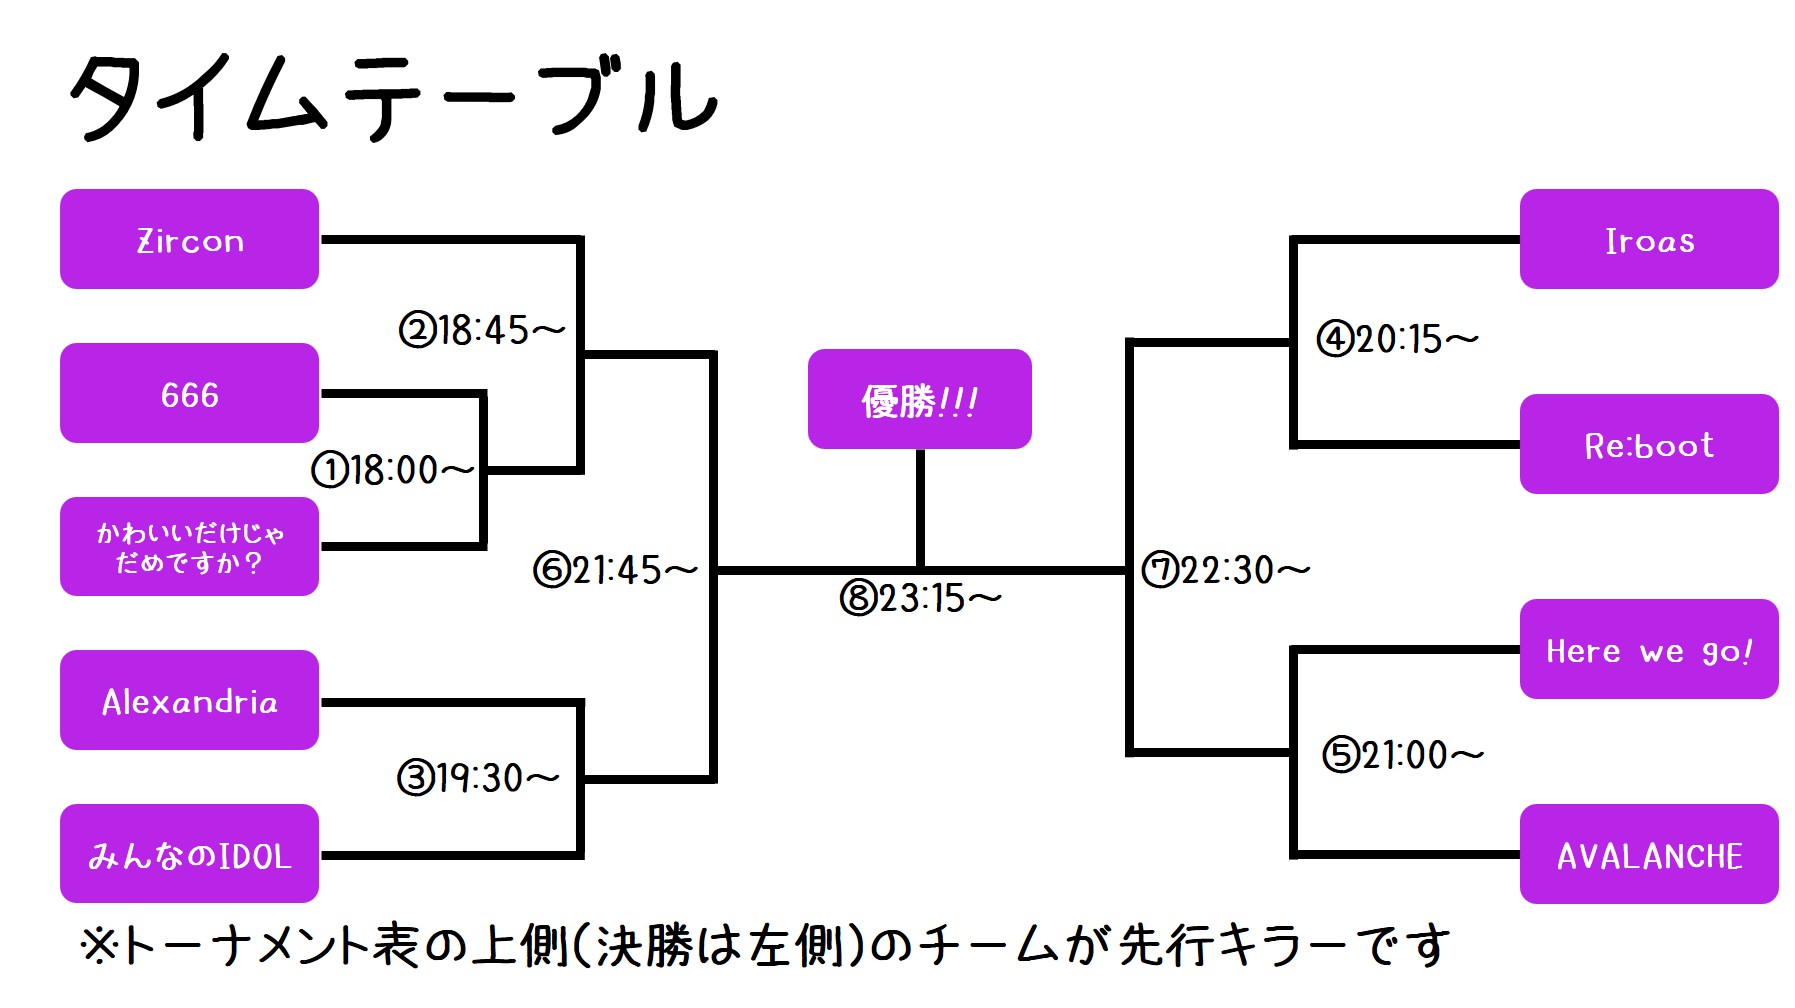 タイムテーブル
Zircon
②18:45～
666
①18:00～
かわいいだけじゃ
だめですか？
⑥21:45～
Alexandria
③19:30～
みんなのIDOL
優勝!!!
⑧23:15～
Iroas
④20:15～
Re:boot
⑦22:30～
Here we go!
⑤21:00～
AVALANCHE
※トーナメント表の上側(決勝は左側)のチームが先行キラーです